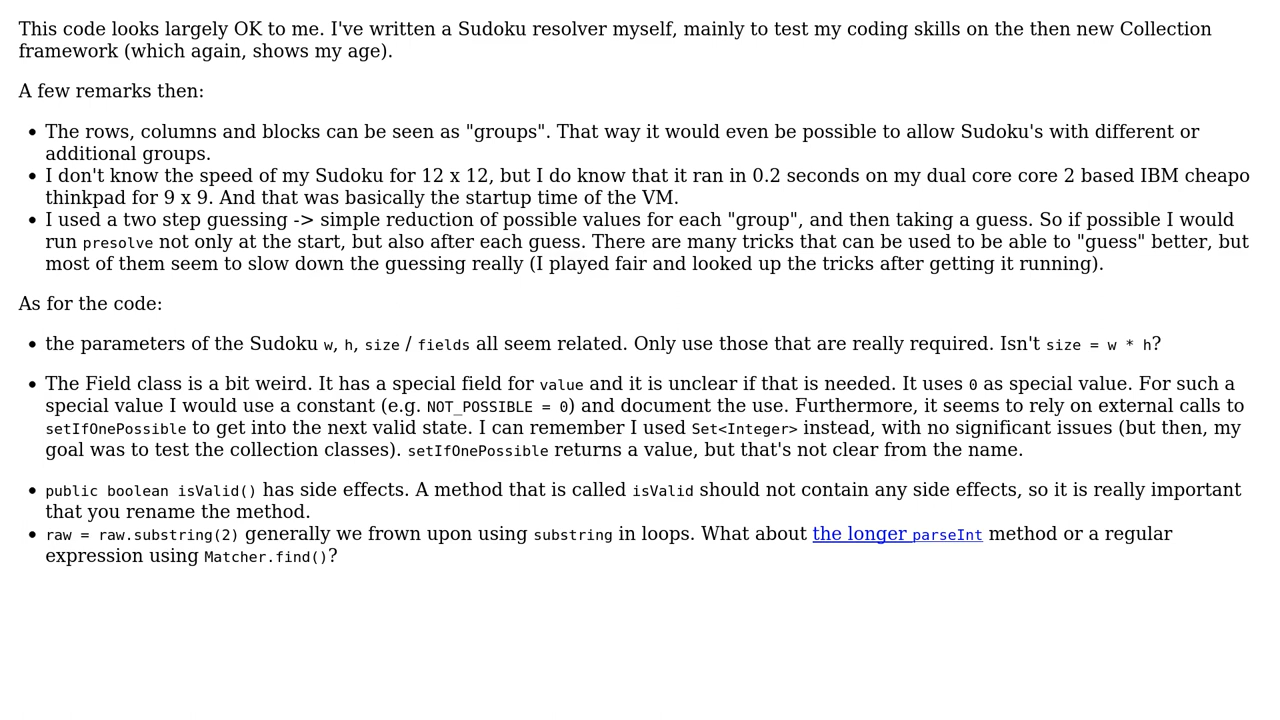 This code looks largely OK to me. I've written a Sudoku resolver myself, mainly to test my coding skills on the then new Collection
framework (which again, shows my age).
A few remarks then:
• The rows, columns and blocks can be seen as "groups". That way it would even be possible to allow Sudoku's with different or
additional groups.
• I don't know the speed of my Sudoku for 12 x 12, but I do know that it ran in 0.2 seconds on my dual core core 2 based IBM cheapo
thinkpad for 9 x 9. And that was basically the startup time of the VM.
• I used a two step guessing -> simple reduction of possible values for each "group", and then taking a guess. So if possible I would
run presolve not only at the start, but also after each guess. There are many tricks that can be used to be able to "guess" better, but
most of them seem to slow down the guessing really (I played fair and looked up the tricks after getting it running).
As for the code:
• the parameters of the Sudoku w, h, size / fields all seem related. Only use those that are really required. Isn't size = w * h?
• The Field class is a bit weird. It has a special field for value and it is unclear if that is needed. It uses 0 as special value. For such a
special value I would use a constant (e.g. NOT_POSSIBLE = 0) and document the use. Furthermore, it seems to rely on external calls to
setIfOnePossible to get into the next valid state. I can remember I used Set<Integer> instead, with no significant issues (but then, my
goal was to test the collection classes). setIfOnePossible returns a value, but that's not clear from the name.
• public boolean isValid() has side effects. A method that is called isValid should not contain any side effects, so it is really important
that you rename the method.
• raw = raw.substring(2) generally we frown upon using substring in loops. What about the longer parseInt method or a regular
expression using Matcher.find()?